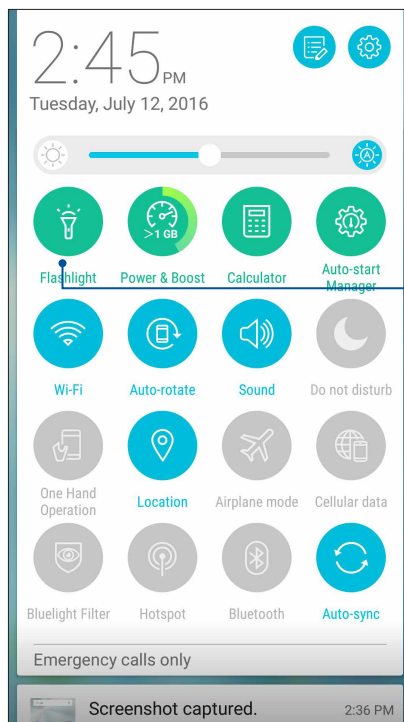 2:45 PM
Tuesday, July 12, 2016
A
>1 GB
Flashlight
Power & Boost
Calculator
Auto-start
Manager
Wi-Fi
Auto-rotate
Sound
Do not disturb
One Hand
Operation
Location
Airplane mode
Cellular data
Bluelight Filter
Hotspot
Bluetooth
Auto-sync
Emergency calls only
Screenshot captured.
2:36 PM